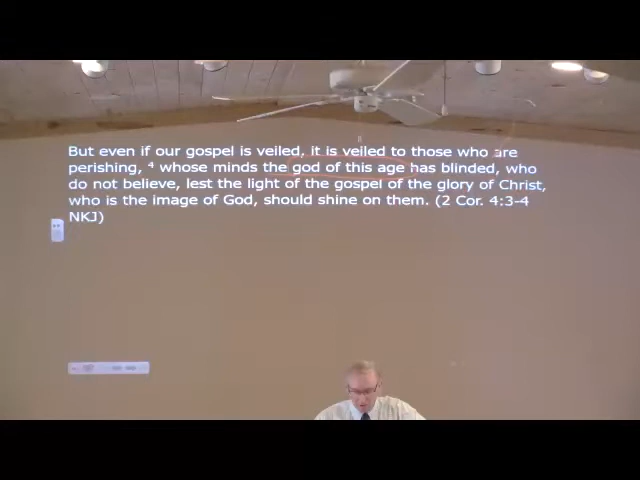 But even if our gospel is veiled, it is veiled to those who are
perishing, ⁴ whose minds the god of this age has blinded, who
do not believe, lest the light of the gospel of the glory of Christ,
who is the image of God, should shine on them. (2 Cor. 4:3-4
NKJ)